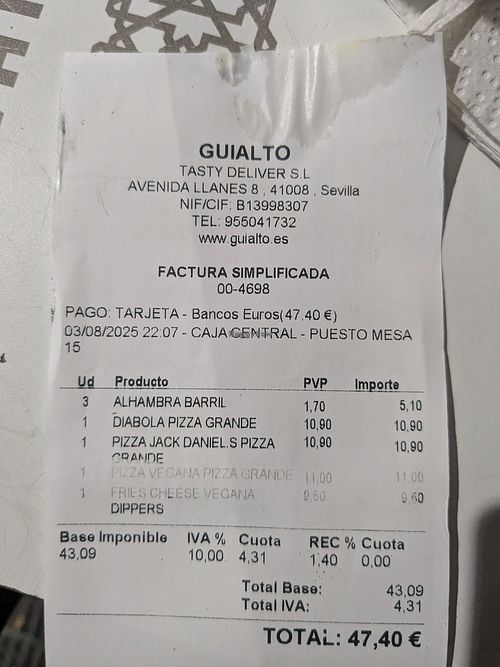 GUIALTO
TASTY DELIVER S.L
AVENIDA LLANES 8 , 41008 , Sevilla
NIF/CIF: B13998307
TEL: 955041732
www.guialto.es
FACTURA SIMPLIFICADA
00-4698
PAGO: TARJETA - Bancos Euros(47,40 €)
03/08/2025 22:07 - CAJA CENTRAL - PUESTO MESA
15
Ud Producto PVP Importe
3 ALHAMBRA BARRIL 1,70 5,10
1 DIABOLA PIZZA GRANDE 10,90 10,90
1 PIZZA JACK DANIEL.S PIZZA 10,90 10,90
GRANDE
1 PIZZA VEGANA PIZZA GRANDE 11,00 11,00
1 FRIES CHEESE VEGANA 9,50 9,50
DIPPERS
Base Imponible IVA % Cuota REC % Cuota
43,09 10,00 4,31 1,40 0,00
Total Base: 43,09
Total IVA: 4,31
TOTAL: 47,40 €